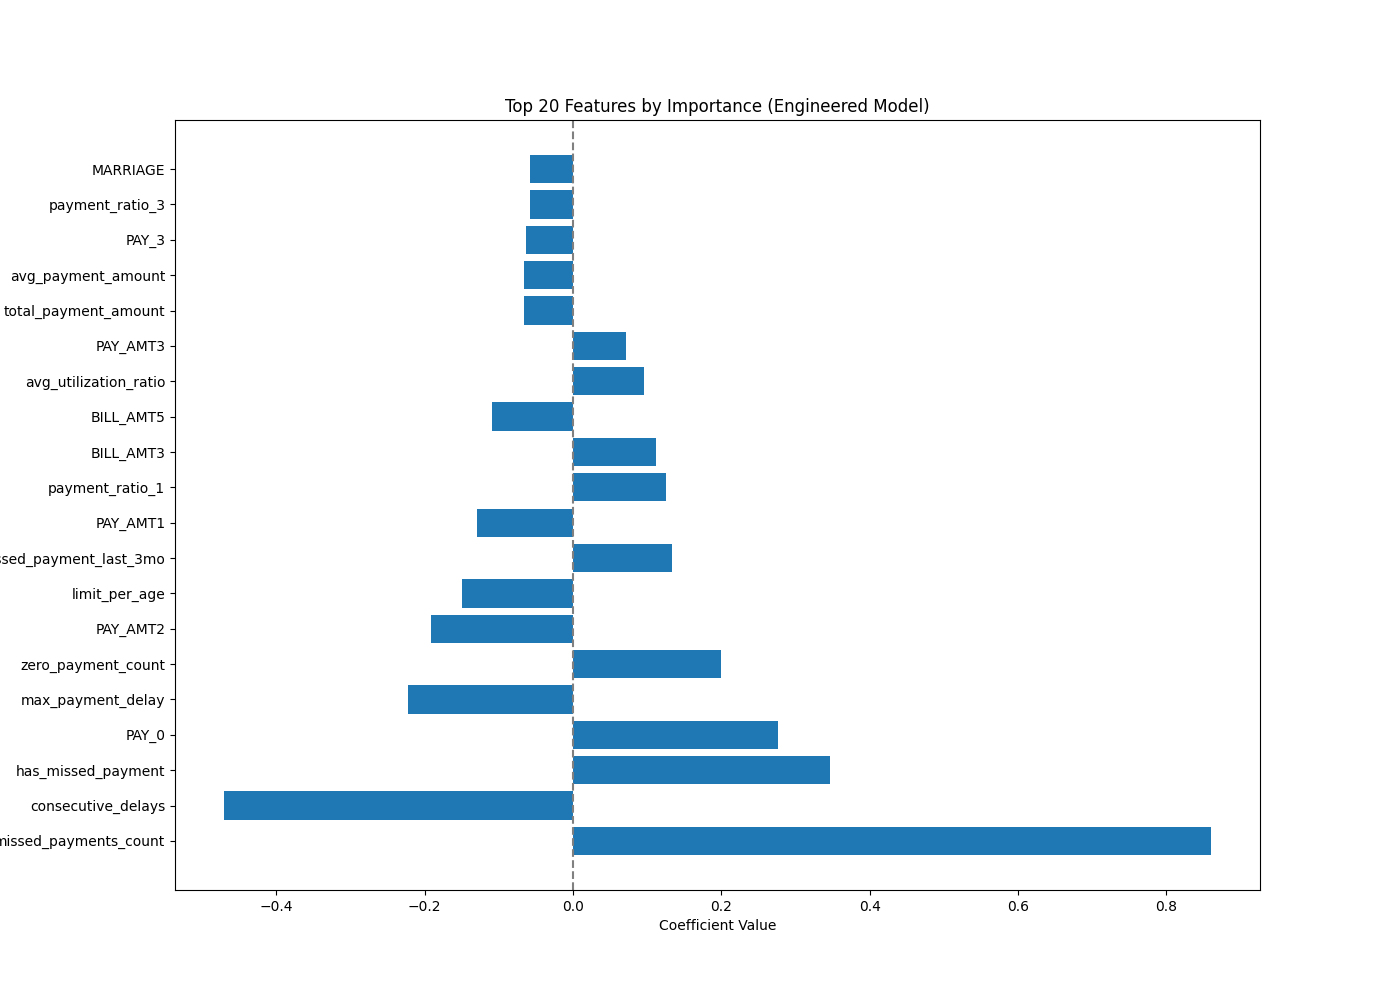 Top 20 Features by Importance (Engineered Model)
MARRIAGE
payment_ratio_3
PAY_3
avg_payment_amount
total_payment_amount
PAY_AMT3
avg_utilization_ratio
BILL_AMT5
BILL_AMT3
payment_ratio_1
PAY_AMT1
sed_payment_last_3mo
limit_per_age
PAY_AMT2
zero_payment_count
max_payment_delay
PAY_0
has_missed_payment
consecutive_delays
missed_payments_count
−0.4 −0.2 0.0 0.2 0.4 0.6 0.8
Coefficient Value